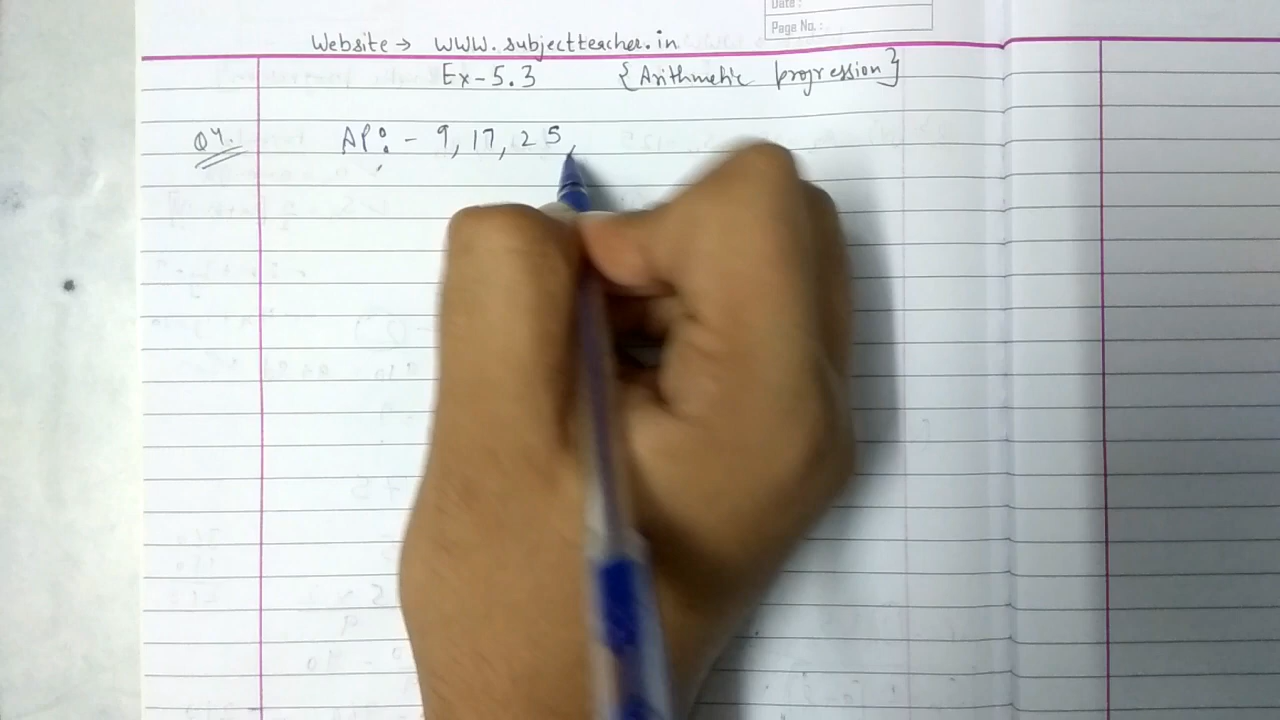 Date :
Page No. :
Website → www.subjectteacher.in
Ex-5.3 {Arithmetic progression}
Q4. AP:- 9, 17, 25,